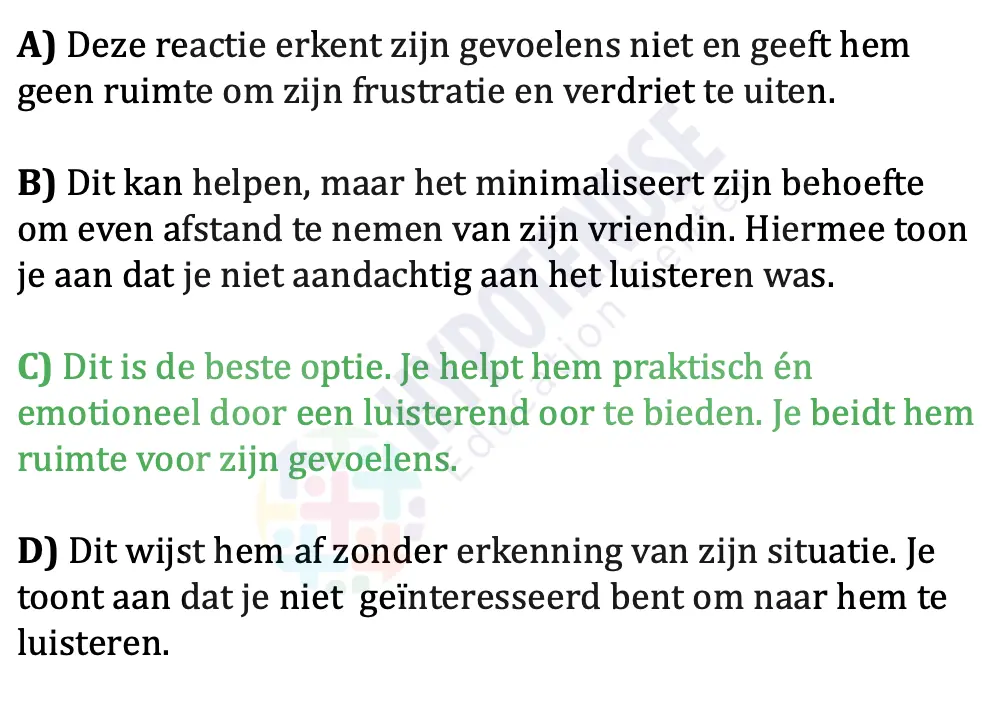 A) Deze reactie erkent zijn gevoelens niet en geeft hem
geen ruimte om zijn frustratie en verdriet te uiten.
B) Dit kan helpen, maar het minimaliseert zijn behoefte
om even afstand te nemen van zijn vriendin. Hiermee toon
je aan dat je niet aandachtig aan het luisteren was.
C) Dit is de beste optie. Je helpt hem praktisch én
emotioneel door een luisterend oor te bieden. Je beidt hem
ruimte voor zijn gevoelens.
D) Dit wijst hem af zonder erkenning van zijn situatie. Je
toont aan dat je niet  geïnteresseerd bent om naar hem te
luisteren.
HYPOTENUSE
Education Center